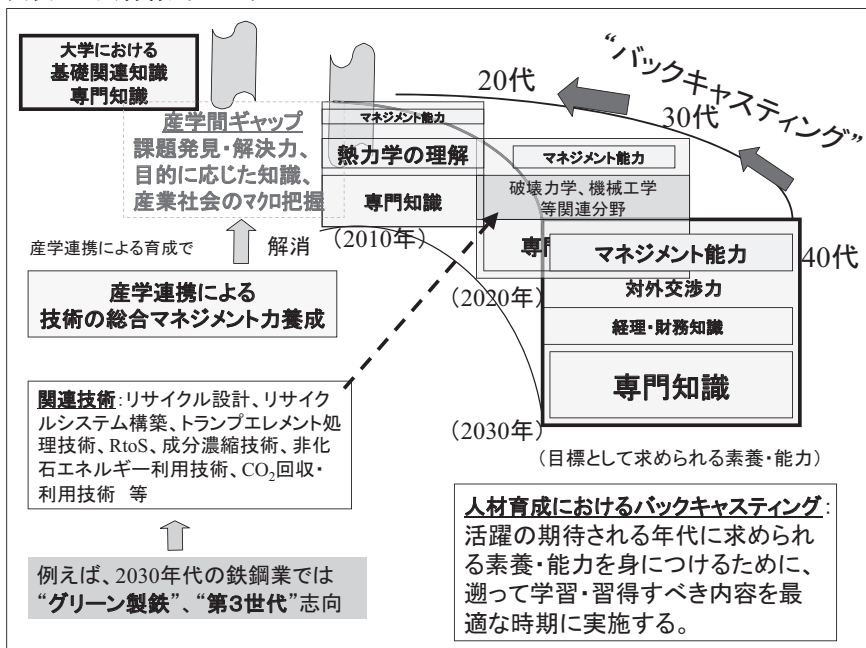 大学における
基礎関連知識
専門知識
産学間ギャップ
課題発見・解決力、
目的に応じた知識、
産業社会のマクロ把握
産学連携による育成で
解消
産学連携による
技術の総合マネジメント力養成
関連技術:リサイクル設計、リサイク
ルシステム構築、トランプエレメント処
理技術、RtoS、成分濃縮技術、非化
石エネルギー利用技術、CO₂回収・
利用技術 等
例えば、2030年代の鉄鋼業では
“グリーン製鉄”、“第3世代”志向
“バックキャスティング”
20代
30代
40代
マネジメント能力
熱力学の理解
専門知識
(2010年)
マネジメント能力
破壊力学、機械工学
等関連分野
専門
(2020年)
マネジメント能力
対外交渉力
経理・財務知識
専門知識
(2030年)
(目標として求められる素養・能力)
人材育成におけるバックキャスティング:
活躍の期待される年代に求められ
る素養・能力を身につけるために、
遡って学習・習得すべき内容を最
適な時期に実施する。